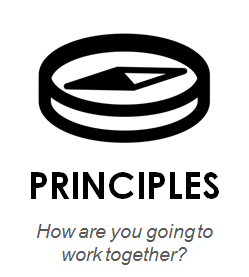 PRINCIPLES
How are you going to
work together?